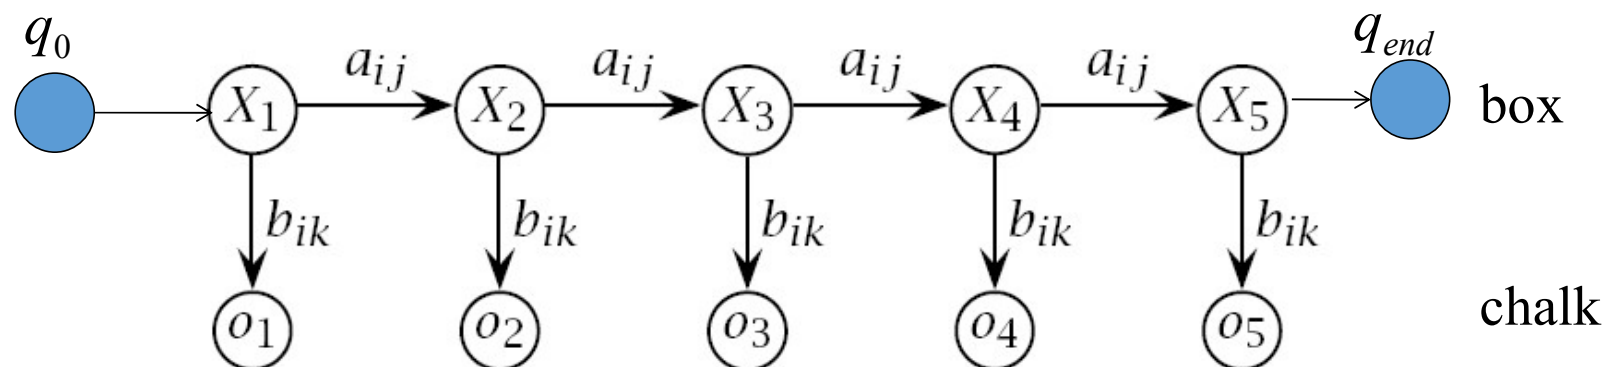 q0 qend
aij aij aij aij
X1 X2 X3 X4 X5 box
bik bik bik bik bik
o1 o2 o3 o4 o5 chalk